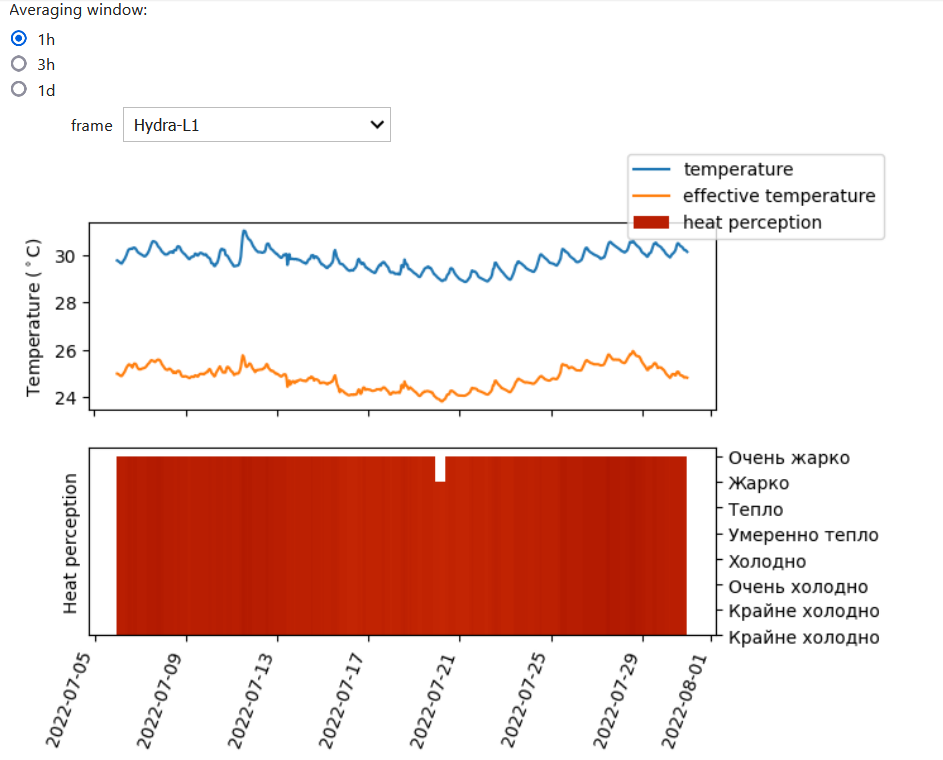 Averaging window:
1h
3h
1d
frame Hydra-L1
temperature
effective temperature
heat perception
Temperature (°C)
30
28
26
24
Heat perception
Очень жарко
Жарко
Тепло
Умеренно тепло
Холодно
Очень холодно
Крайне холодно
Крайне холодно
2022-07-05
2022-07-09
2022-07-13
2022-07-17
2022-07-21
2022-07-25
2022-07-29
2022-08-01